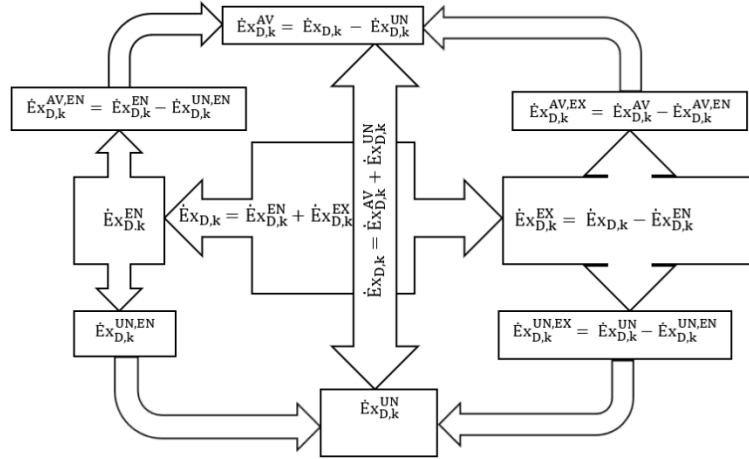 Ėx_{D,k}^{AV} = Ėx_{D,k} − Ėx_{D,k}^{UN}
Ėx_{D,k}^{AV,EN} = Ėx_{D,k}^{EN} − Ėx_{D,k}^{UN,EN}
Ėx_{D,k}^{AV,EX} = Ėx_{D,k}^{AV} − Ėx_{D,k}^{AV,EN}
Ėx_{D,k}^{EN}
Ėx_{D,k} = Ėx_{D,k}^{EN} + Ėx_{D,k}^{EX}
Ėx_{D,k} = Ėx_{D,k}^{AV} + Ėx_{D,k}^{UN}
Ėx_{D,k}^{EX} = Ėx_{D,k} − Ėx_{D,k}^{EN}
Ėx_{D,k}^{UN,EN}
Ėx_{D,k}^{UN,EX} = Ėx_{D,k}^{UN} − Ėx_{D,k}^{UN,EN}
Ėx_{D,k}^{UN}